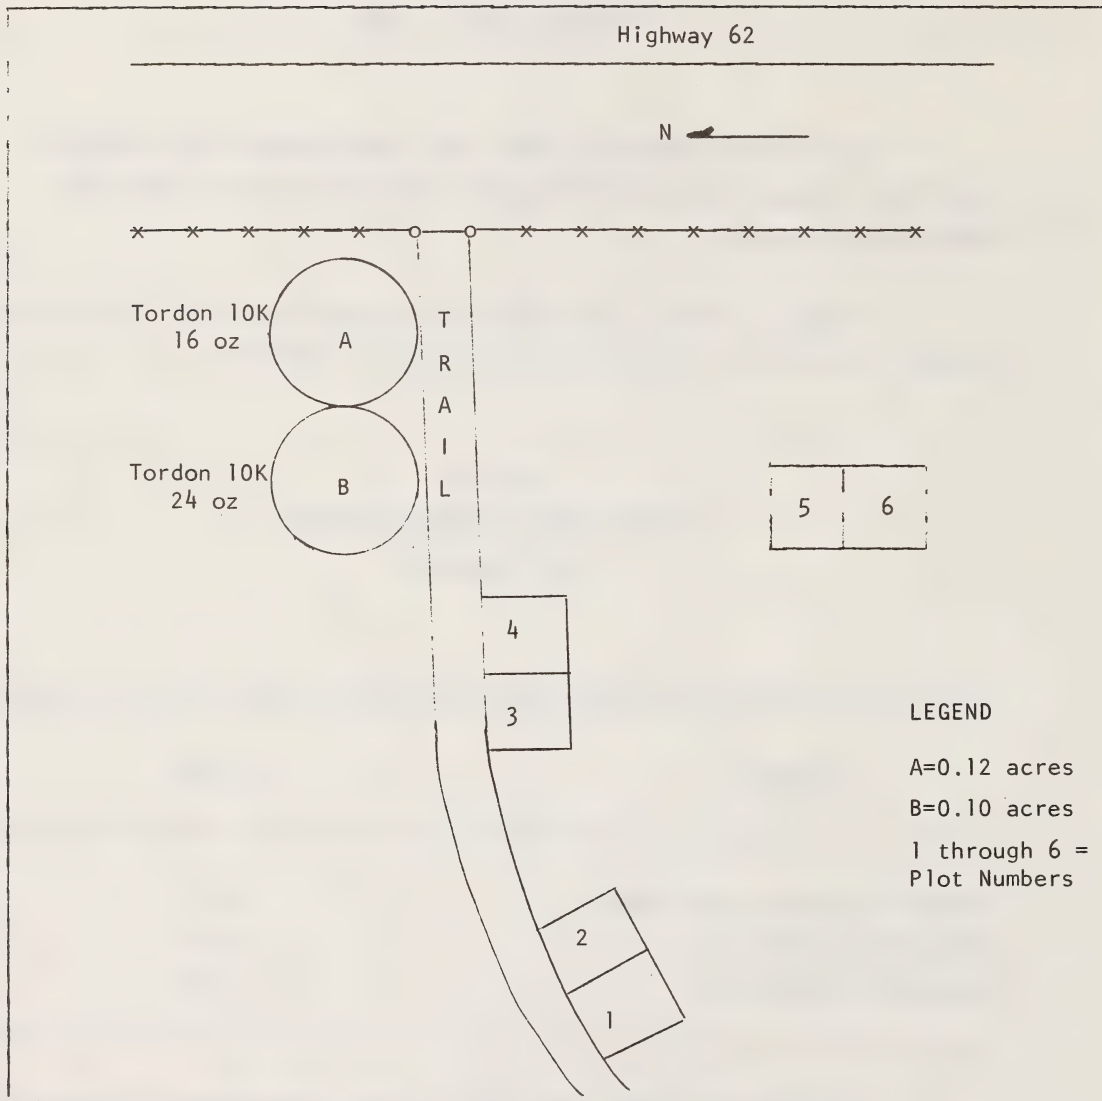 Highway 62
N
Tordon 10K
16 oz
A
T
R
A
I
L
Tordon 10K
24 oz
B
5
6
4
3
LEGEND
A=0.12 acres
B=0.10 acres
1 through 6 =
Plot Numbers
2
1